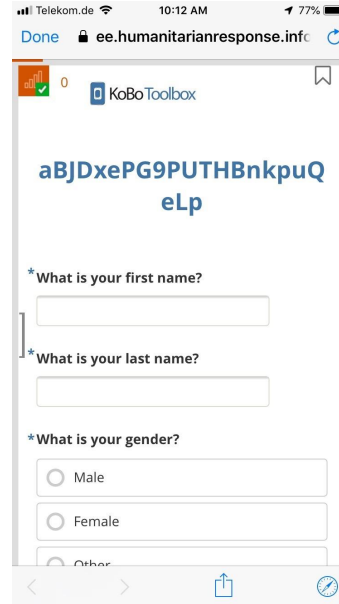 Telekom.de 10:12 AM 77%
Done ee.humanitarianresponse.info
0
KoBoToolbox
aBJDxePG9PUTHBnkpuQ
eLp
*What is your first name?
*What is your last name?
*What is your gender?
Male
Female
Other